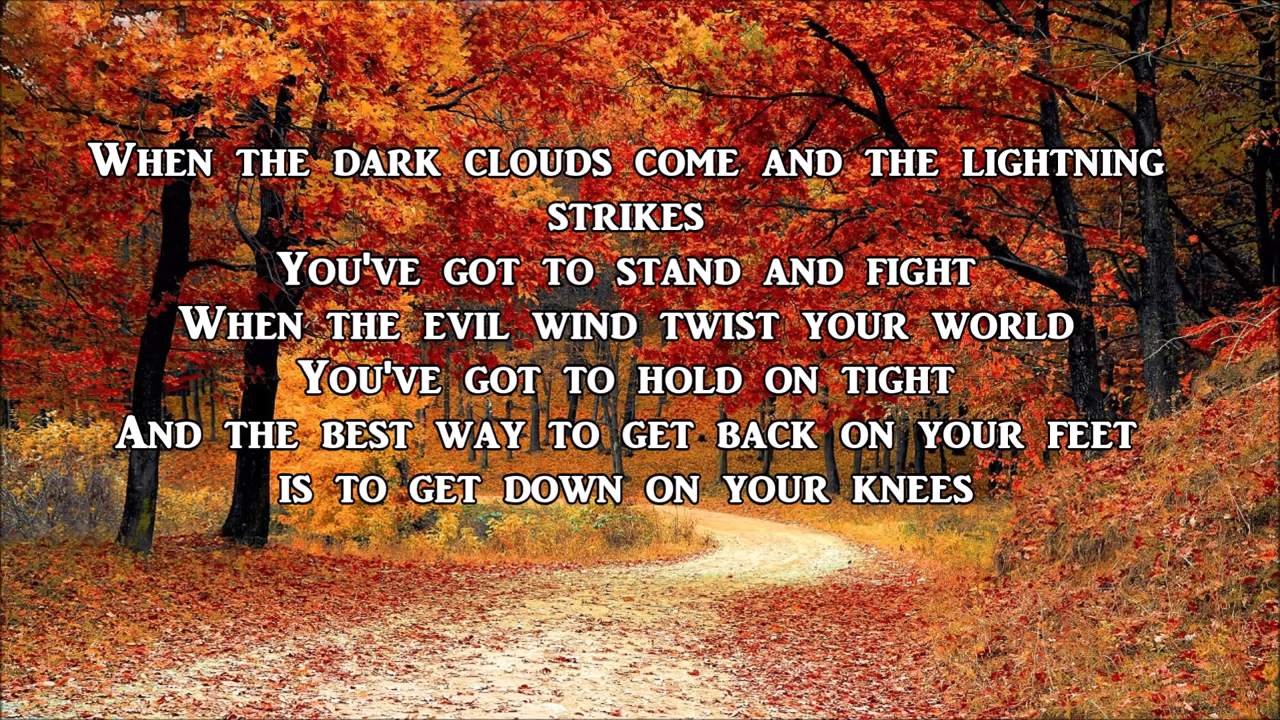 When the dark clouds come and the lightning
strikes
You've got to stand and fight
When the evil wind twist your world
You've got to hold on tight
And the best way to get back on your feet
is to get down on your knees